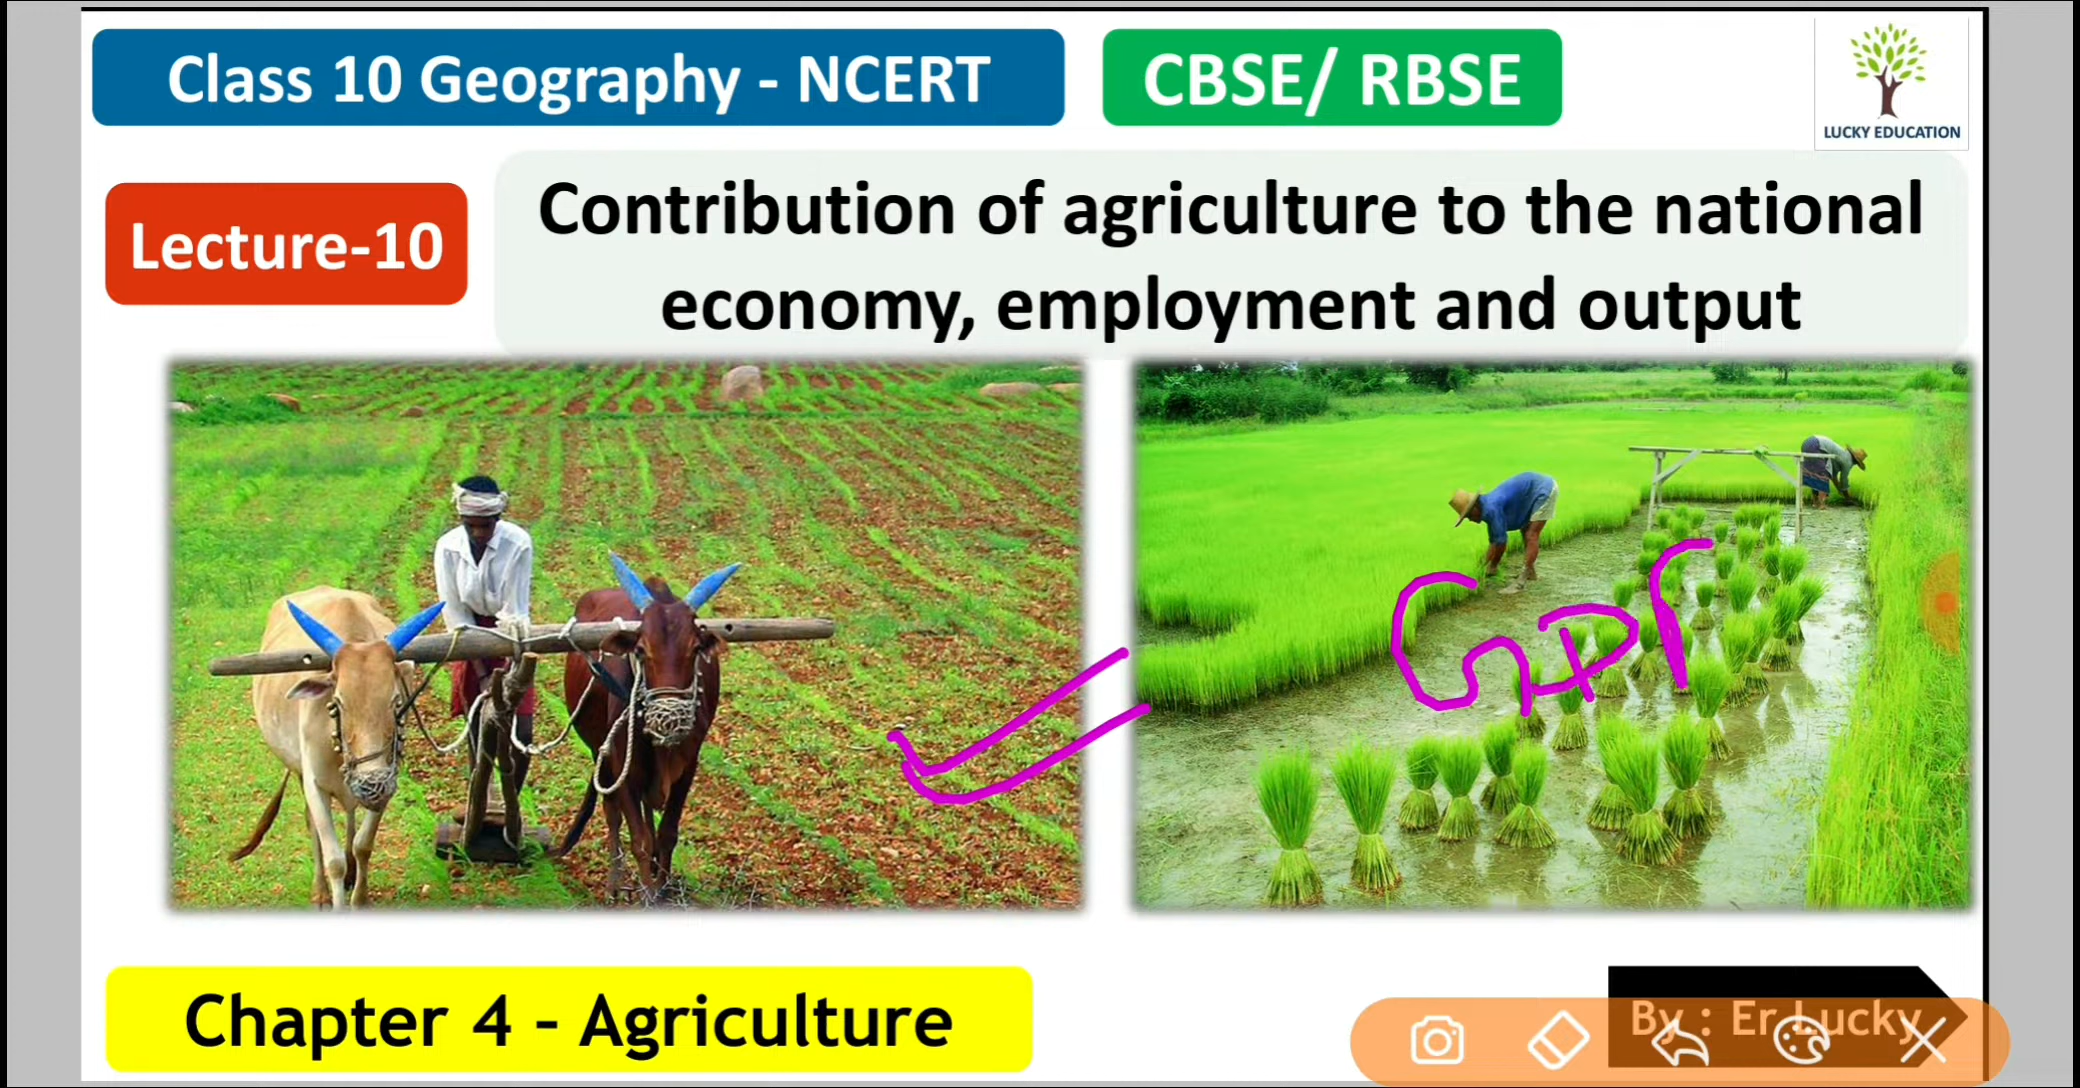 Class 10 Geography - NCERT
CBSE/ RBSE
LUCKY EDUCATION
Lecture-10
Contribution of agriculture to the national
economy, employment and output
Chapter 4 - Agriculture
By : Er Lucky